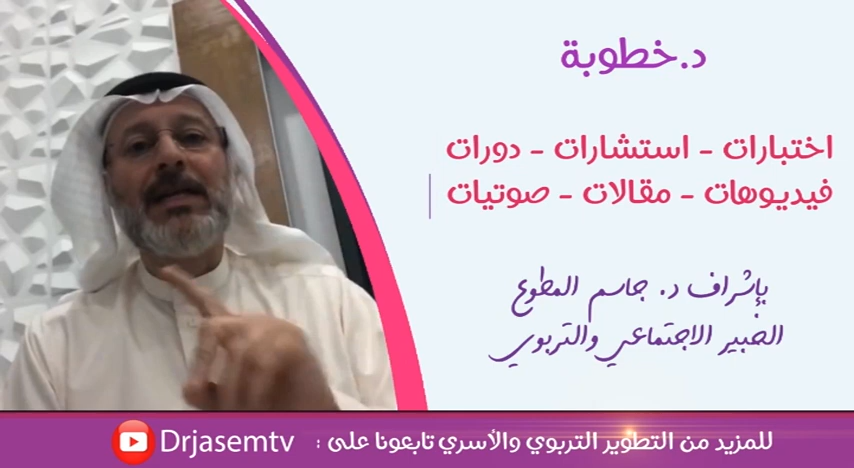 د.خطوبة
اختبارات - استشارات - دورات
فيديوهات - مقالات - صوتيات
بإشراف د. جاسم المطوع
الخبير الاجتماعي والتربوي
للمزيد من التطوير التربوي والأسري تابعونا على : Drjasemtv